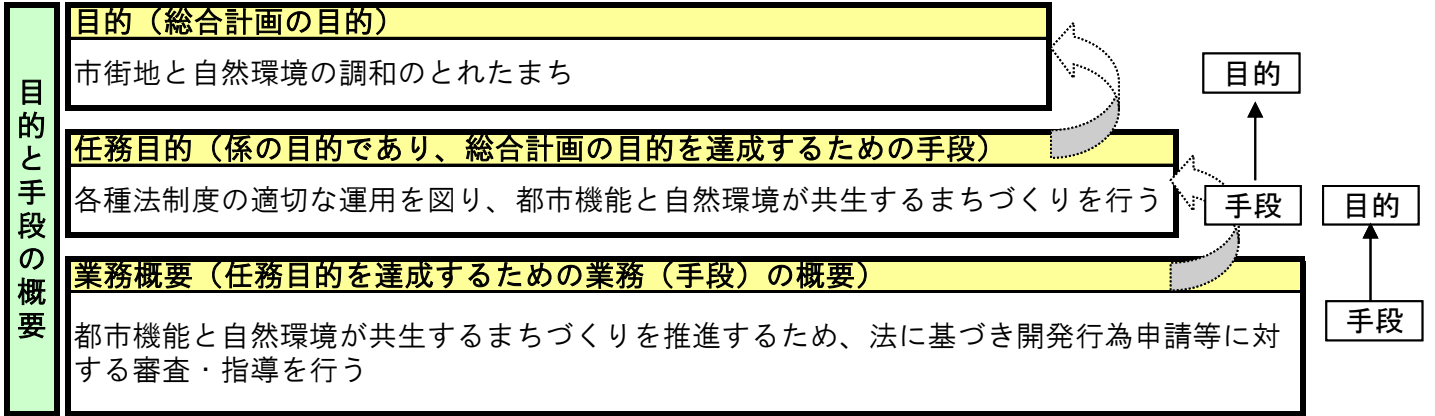 目的と手段の概要
目的（総合計画の目的）
市街地と自然環境の調和のとれたまち
任務目的（係の目的であり、総合計画の目的を達成するための手段）
各種法制度の適切な運用を図り、都市機能と自然環境が共生するまちづくりを行う
業務概要（任務目的を達成するための業務（手段）の概要）
都市機能と自然環境が共生するまちづくりを推進するため、法に基づき開発行為申請等に対
する審査・指導を行う
目的
手段
目的
手段